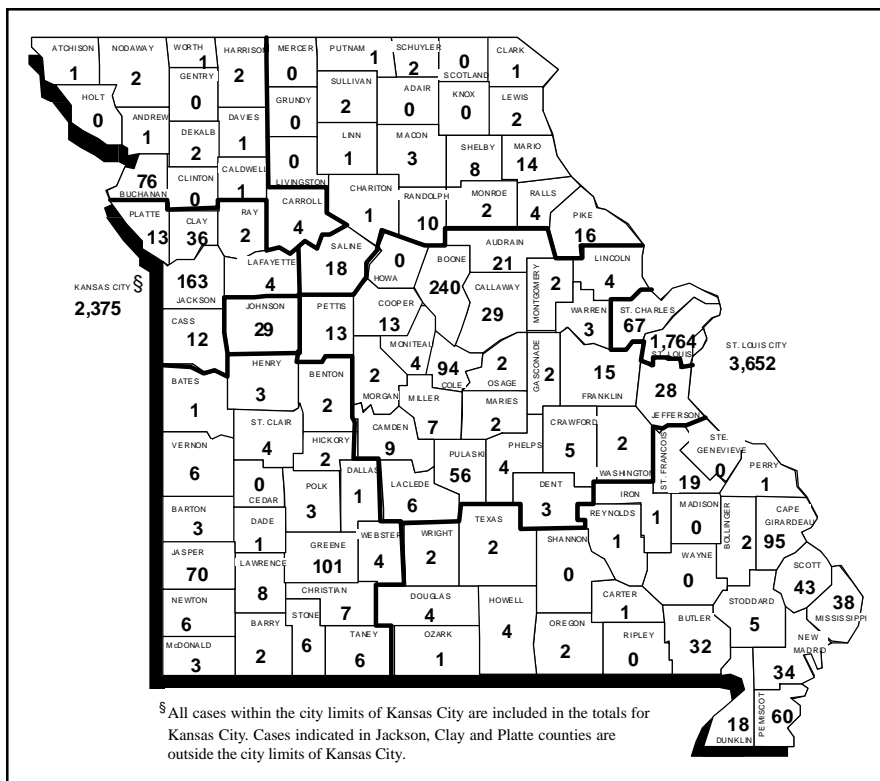 ATCHISON 1
NODAWAY 2
WORTH 1
HARRISON 2
MERCER 0
PUTNAM 1
SCHUYLER 2
0 SCOTLAND
CLARK 1
HOLT 0
GENTRY 0
SULLIVAN 2
ADAIR 0
KNOX 0
LEWIS 2
ANDREW 1
DEKALB 2
DAVIES 1
GRUNDY 0
LINN 1
MACON 3
SHELBY 8
MARIO 14
76 BUCHANAN
CLINTON 0
CALDWELL 1
0 LIVINGSTON
CHARITON 1
RANDOLPH 10
MONROE 2
RALLS 4
PIKE 16
PLATTE 13
CLAY 36
RAY 2
CARROLL 4
SALINE 18
0 HOWA
BOONE 240
AUDRAIN 21
MONTGOMERY 2
LINCOLN 4
KANSAS CITY §
2,375
163 JACKSON
LAFAYETTE 4
COOPER 13
CALLAWAY 29
WARREN 3
ST. CHARLES 67
1,764 ST. LOUIS
ST. LOUIS CITY
3,652
CASS 12
JOHNSON 29
PETTIS 13
MONITEAL 4
94 COLE
2 OSAGE
GASCONADE 2
15 FRANKLIN
28 JEFFERSON
BATES 1
HENRY 3
BENTON 2
2 MORGAN
MILLER 7
MARIES 2
ST. CLAIR 4
HICKORY 2
CAMDEN 9
PULASKI 56
PHELPS 4
CRAWFORD 5
2 WASHINGTON
ST. FRANCOIS 19
STE. GENEVIEVE 0
PERRY 1
VERNON 6
0 CEDAR
POLK 3
DALLAS 1
LACLEDE 6
DENT 3
IRON 1
MADISON 0
BOLLINGER 2
CAPE GIRARDEAU 95
BARTON 3
DADE 1
GREENE 101
WEBSTER 4
WRIGHT 2
TEXAS 2
SHANNON 0
REYNOLDS 1
WAYNE 0
SCOTT 43
JASPER 70
LAWRENCE 8
CHRISTIAN 7
DOUGLAS 4
HOWELL 4
CARTER 1
BUTLER 32
STODDARD 5
38 MISSISSIPPI
NEWTON 6
BARRY 2
STONE 6
TANEY 6
OZARK 1
OREGON 2
RIPLEY 0
NEW MADRID 34
McDONALD 3
18 DUNKLIN
PEMISCOT 60
§ All cases within the city limits of Kansas City are included in the totals for
Kansas City. Cases indicated in Jackson, Clay and Platte counties are
outside the city limits of Kansas City.